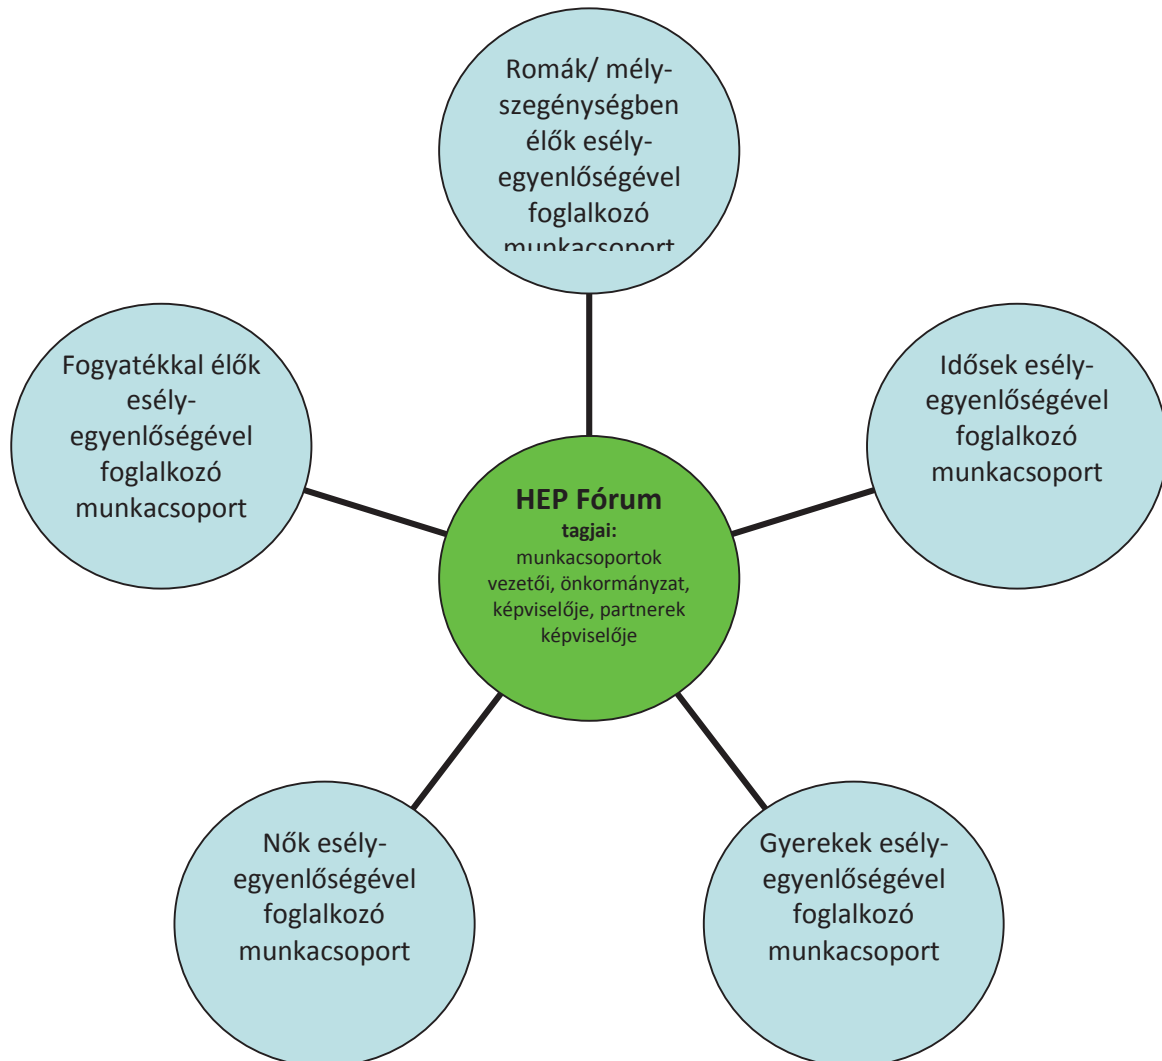 Romák/ mély-
szegénységben
élők esély-
egyenlőségével
foglalkozó
munkacsoport
Fogyatékkal élők
esély-
egyenlőségével
foglalkozó
munkacsoport
Idősek esély-
egyenlőségével
foglalkozó
munkacsoport
HEP Fórum
tagjai:
munkacsoportok
vezetői, önkormányzat,
képviselője, partnerek
képviselője
Nők esély-
egyenlőségével
foglalkozó
munkacsoport
Gyerekek esély-
egyenlőségével
foglalkozó
munkacsoport